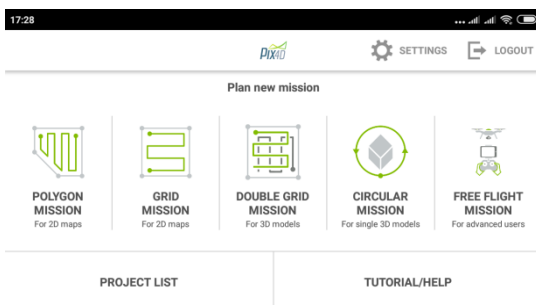 17:28
PIX4D
SETTINGS
LOGOUT
Plan new mission
POLYGON
MISSION
For 2D maps
GRID
MISSION
For 2D maps
DOUBLE GRID
MISSION
For 3D models
CIRCULAR
MISSION
For single 3D models
FREE FLIGHT
MISSION
For advanced users
PROJECT LIST
TUTORIAL/HELP